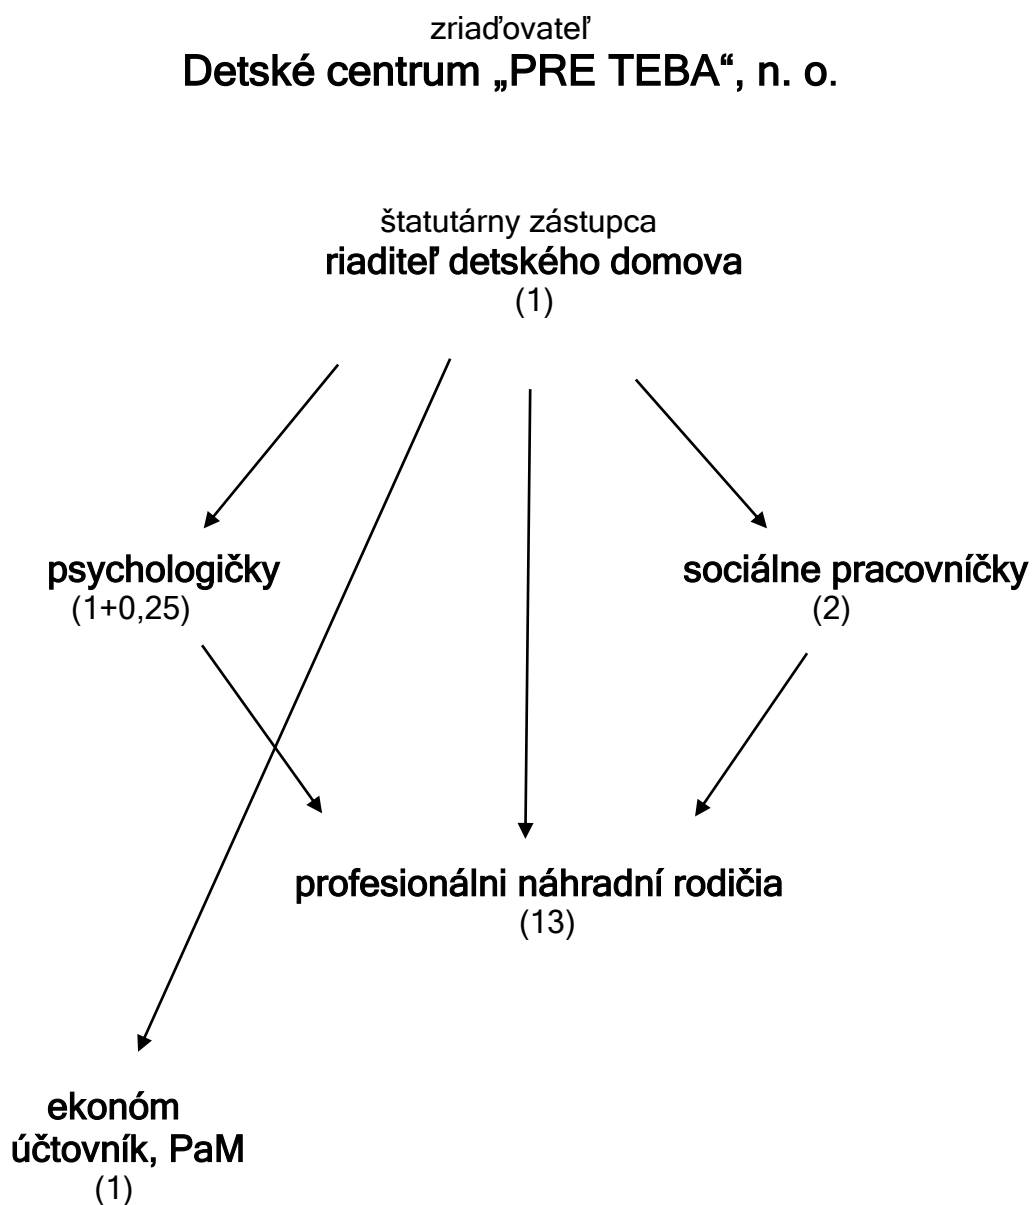 zriaďovateľ
Detské centrum „PRE TEBA“, n. o.
štatutárny zástupca
riaditeľ detského domova
(1)
psychologičky
(1+0,25)
sociálne pracovníčky
(2)
profesionálni náhradní rodičia
(13)
ekonóm
účtovník, PaM
(1)